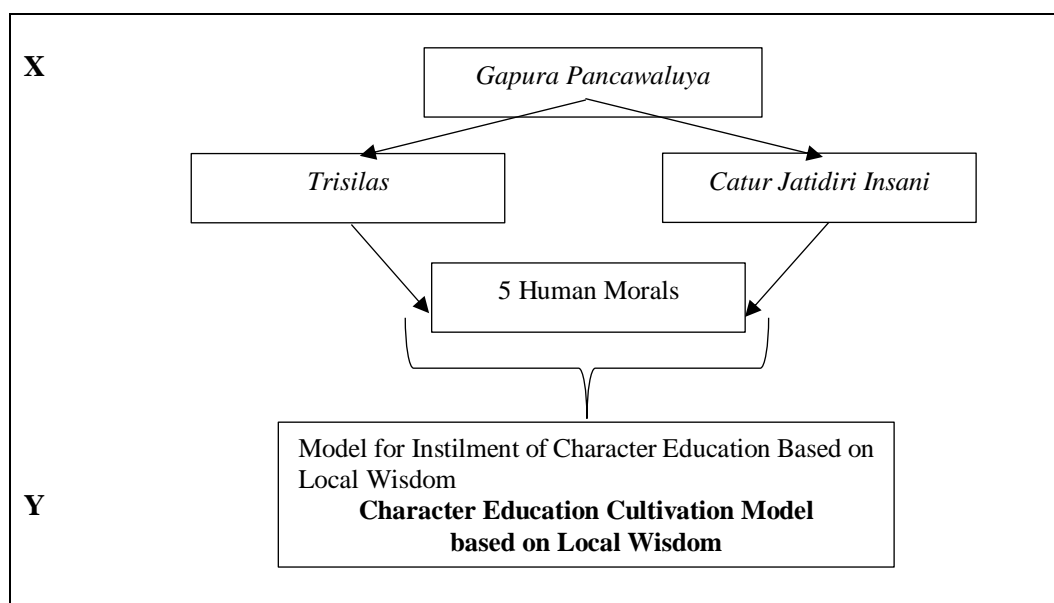 X
Gapura Pancawaluya
Trisilas
Catur Jatidiri Insani
5 Human Morals
Model for Instilment of Character Education Based on
Local Wisdom
Character Education Cultivation Model
based on Local Wisdom
Y